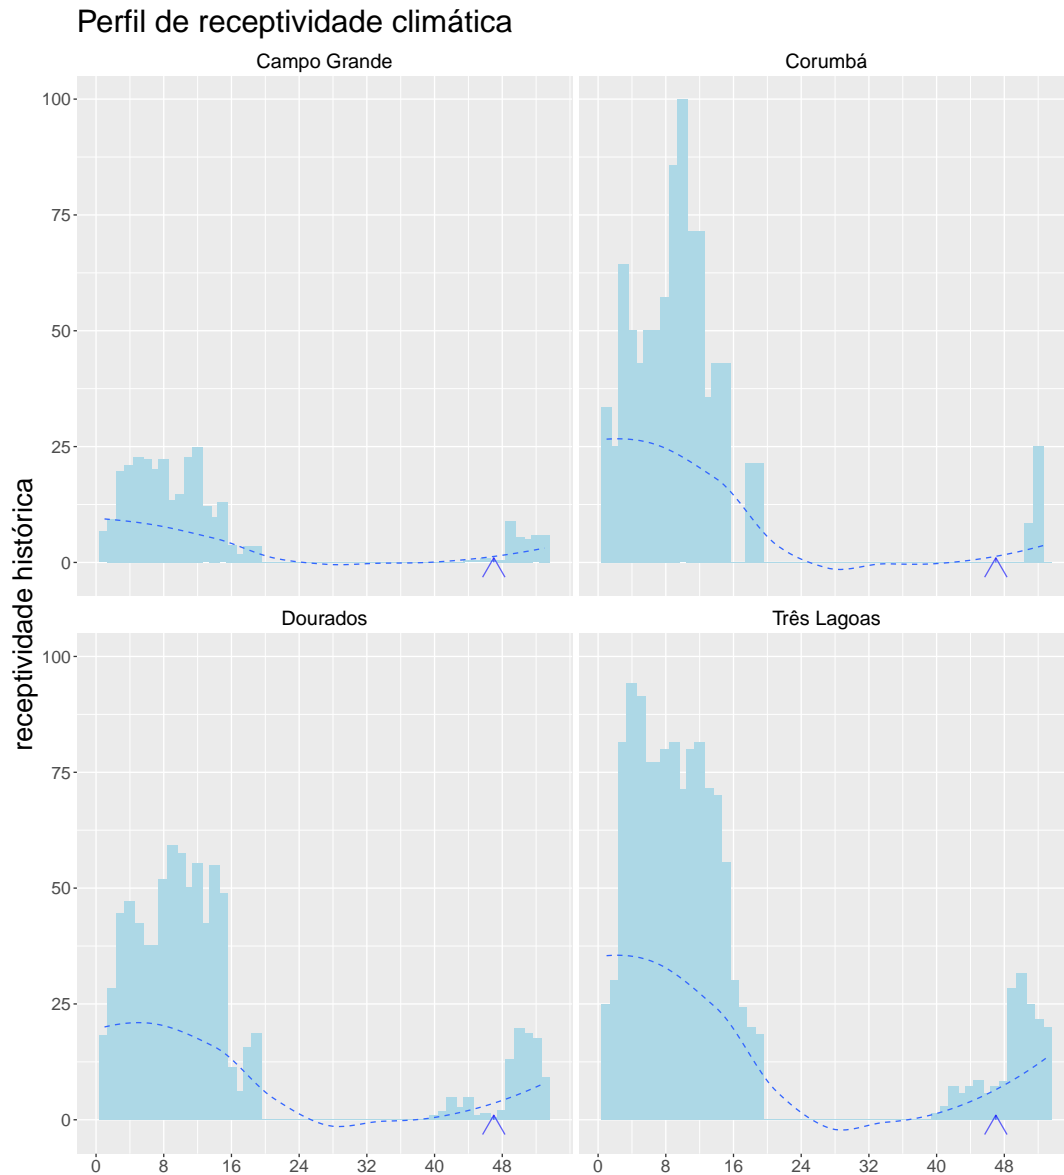 Perfil de receptividade climática
Campo Grande
Corumbá
100
75
50
25
0
Dourados
Três Lagoas
100
75
50
25
0
receptividade histórica
0 8 16 24 32 40 48
0 8 16 24 32 40 48